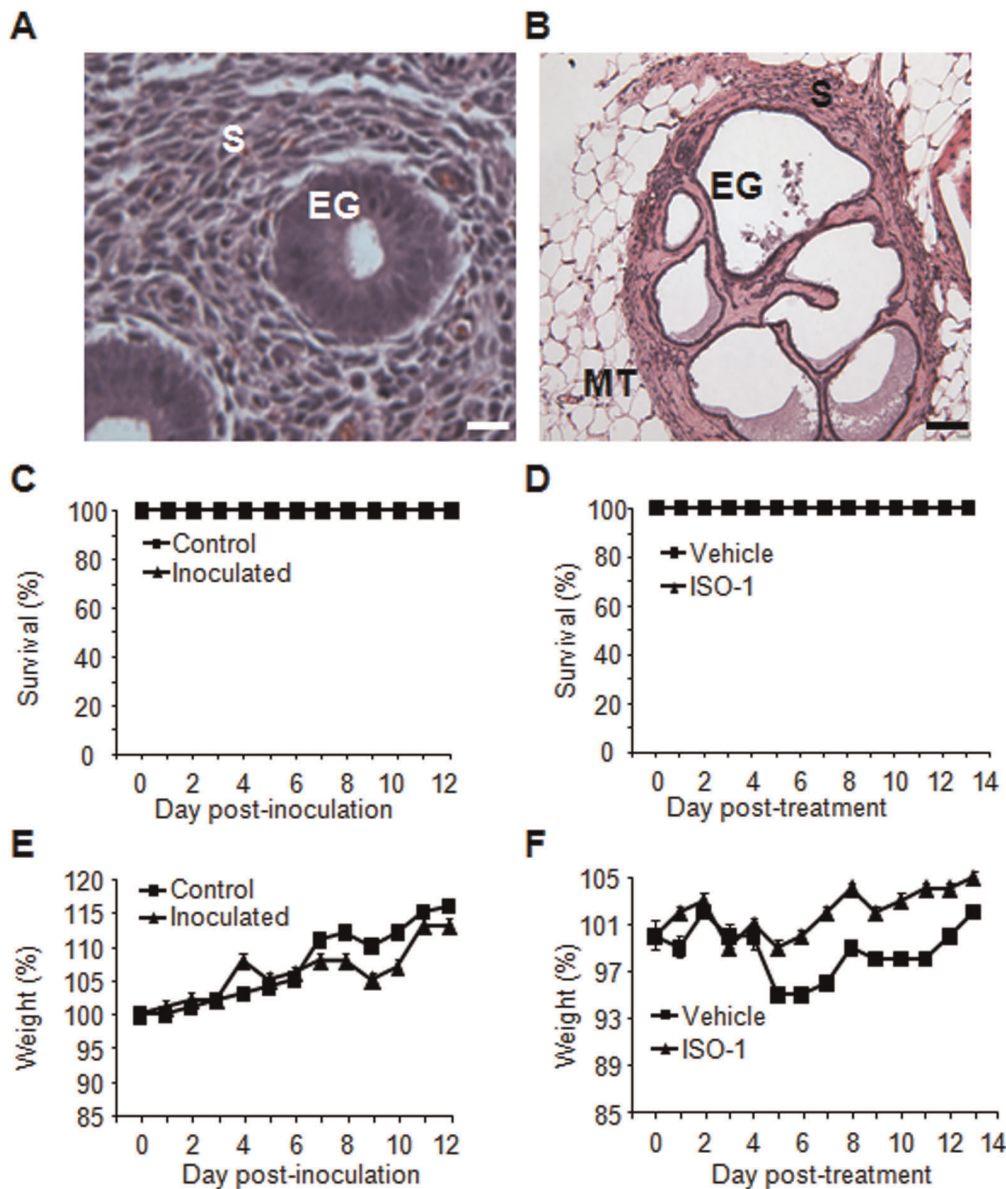 A
B
S
EG
S
EG
MT
C
D
Survival (%)
100
80
60
40
20
0
Control
Inoculated
0 2 4 6 8 10 12
Day post-inoculation
Survival (%)
100
80
60
40
20
0
Vehicle
ISO-1
0 2 4 6 8 10 12 14
Day post-treatment
E
F
Weight (%)
120
115
110
105
100
95
90
85
Control
Inoculated
0 2 4 6 8 10 12
Day post-inoculation
Weight (%)
105
101
97
93
89
85
Vehicle
ISO-1
0 2 4 6 8 10 12 14
Day post-treatment